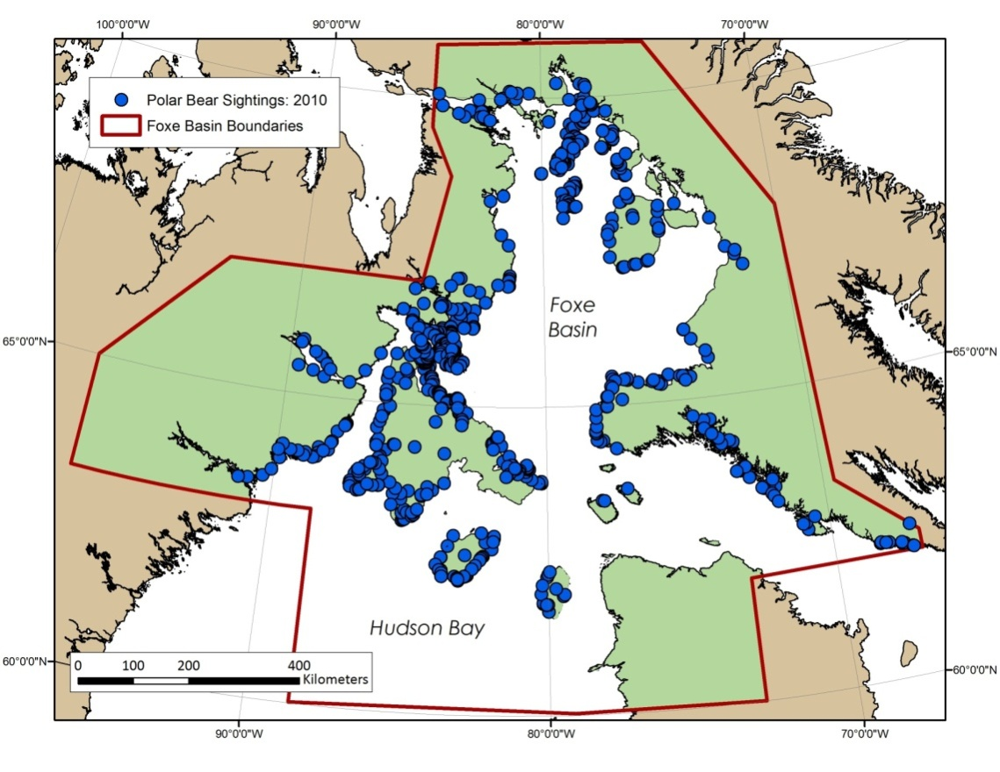 100°0'0"W 90°0'0"W 80°0'0"W 70°0'0"W
Polar Bear Sightings: 2010
Foxe Basin Boundaries
Foxe
Basin
65°0'0"N 65°0'0"N
Hudson Bay
60°0'0"N 60°0'0"N
0 100 200 400
Kilometers
90°0'0"W 80°0'0"W 70°0'0"W